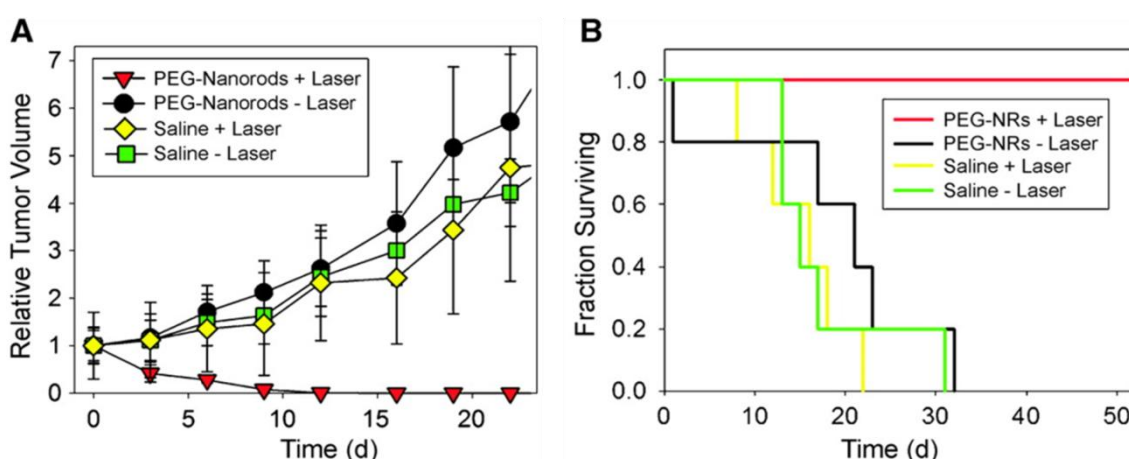 A
Relative Tumor Volume
7
6
5
4
3
2
1
0
PEG-Nanorods + Laser
PEG-Nanorods - Laser
Saline + Laser
Saline - Laser
0 5 10 15 20
Time (d)
B
Fraction Surviving
1.0
0.8
0.6
0.4
0.2
0.0
PEG-NRs + Laser
PEG-NRs - Laser
Saline + Laser
Saline - Laser
0 10 20 30 40 50
Time (d)